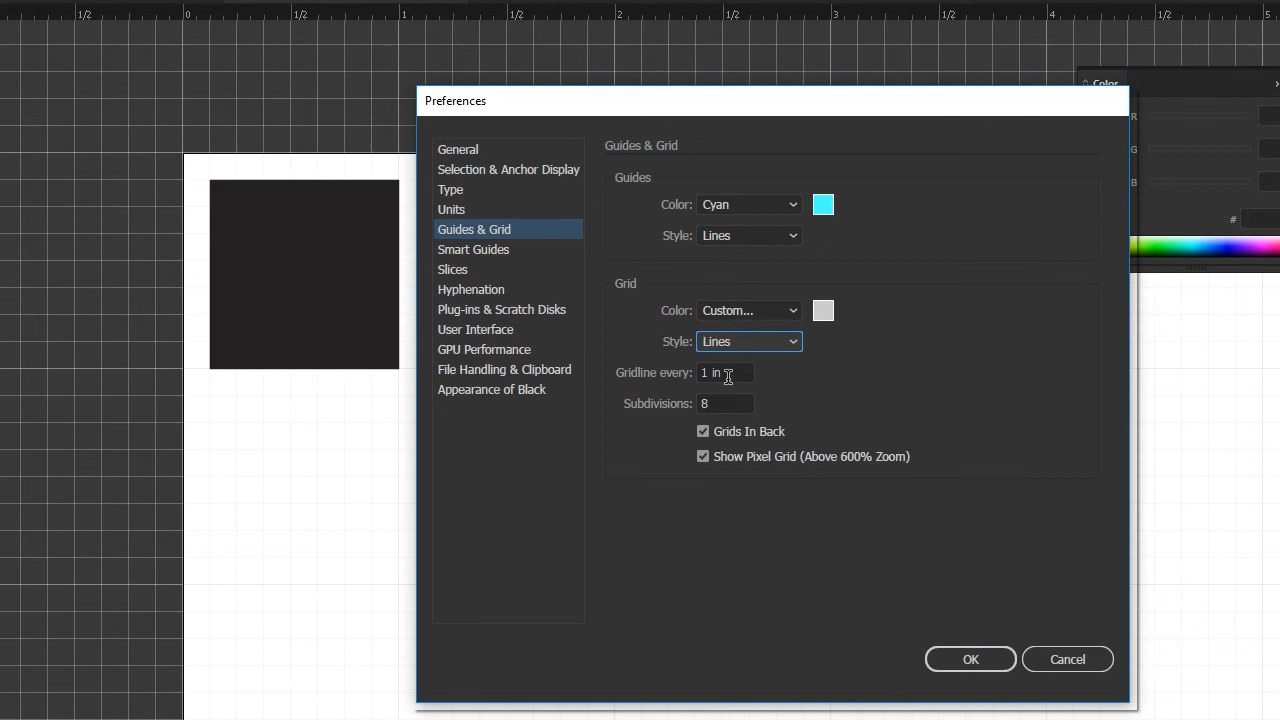 1/2 0 1/2 1 1/2 2 1/2 3 1/2 4 1/2 5
Color
Preferences
R
G
B
#
General
Selection & Anchor Display
Type
Units
Guides & Grid
Smart Guides
Slices
Hyphenation
Plug-ins & Scratch Disks
User Interface
GPU Performance
File Handling & Clipboard
Appearance of Black
Guides & Grid
Guides
Color: Cyan
Style: Lines
Grid
Color: Custom...
Style: Lines
Gridline every: 1 in
Subdivisions: 8
Grids In Back
Show Pixel Grid (Above 600% Zoom)
OK Cancel